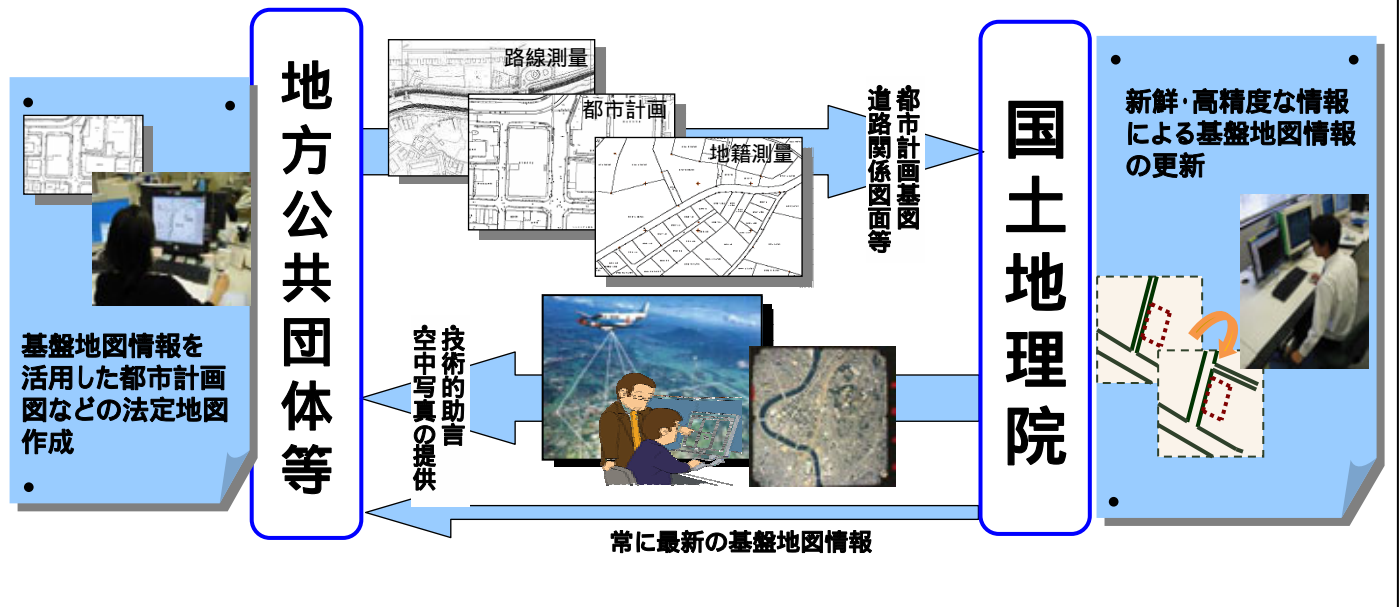 地方公共団体等
基盤地図情報を
活用した都市計画
図などの法定地図
作成
路線測量
都市計画
地籍測量
都市計画基図
道路関係図面等
国土地理院
新鮮・高精度な情報
による基盤地図情報
の更新
技術的助言
空中写真の提供
常に最新の基盤地図情報